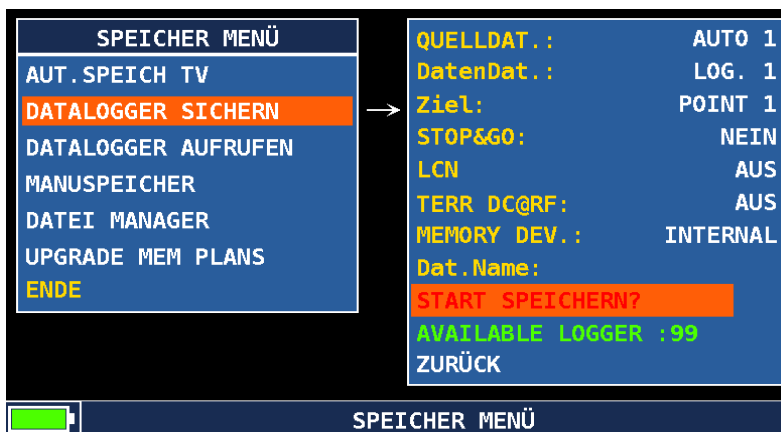 SPEICHER MENÜ
AUT.SPEICH TV
DATALOGGER SICHERN
DATALOGGER AUFRUFEN
MANUSPEICHER
DATEI MANAGER
UPGRADE MEM PLANS
ENDE
QUELLDAT.: AUTO 1
DatenDat.: LOG. 1
Ziel: POINT 1
STOP&GO: NEIN
LCN AUS
TERR DC@RF: AUS
MEMORY DEV.: INTERNAL
Dat.Name:
START SPEICHERN?
AVAILABLE LOGGER :99
ZURÜCK
SPEICHER MENÜ